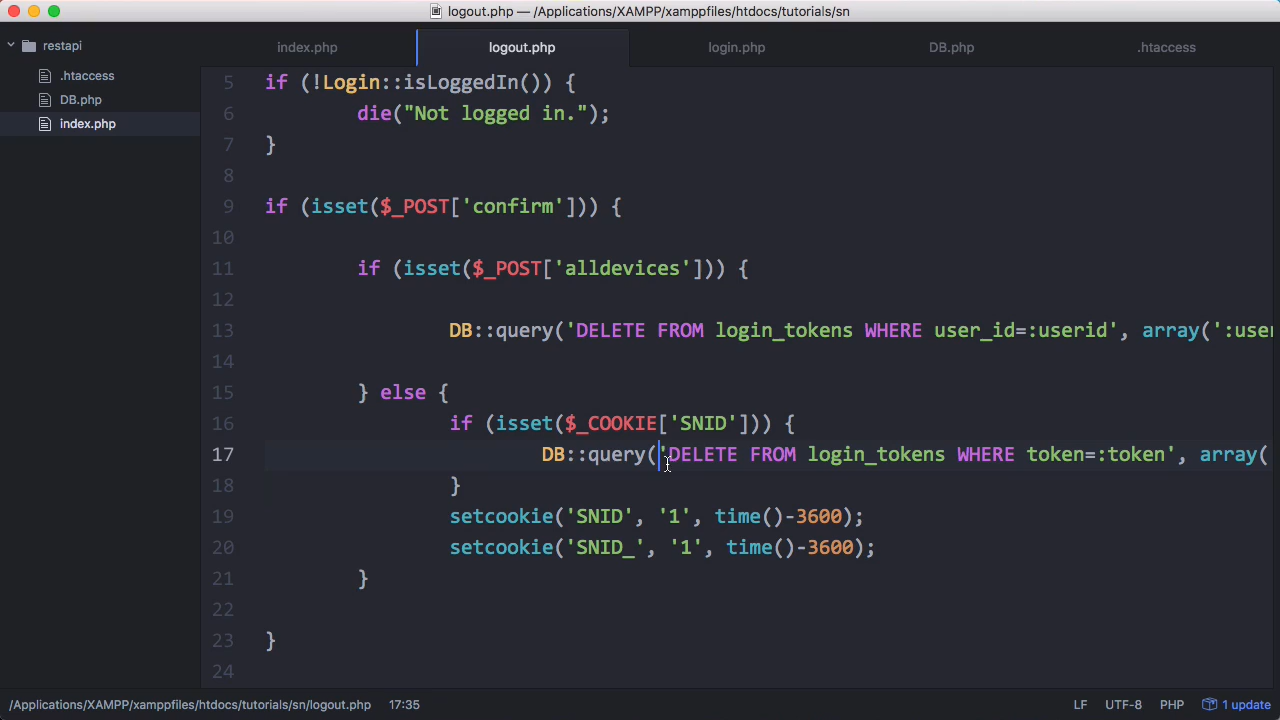 logout.php — /Applications/XAMPP/xamppfiles/htdocs/tutorials/sn
restapi
.htaccess
DB.php
index.php
index.php logout.php login.php DB.php .htaccess
5 if (!Login::isLoggedIn()) {
6 die("Not logged in.");
7 }
8
9 if (isset($_POST['confirm'])) {
10
11 if (isset($_POST['alldevices'])) {
12
13 DB::query('DELETE FROM login_tokens WHERE user_id=:userid', array(':user
14
15 } else {
16 if (isset($_COOKIE['SNID'])) {
17 DB::query('DELETE FROM login_tokens WHERE token=:token', array(
18 }
19 setcookie('SNID', '1', time()-3600);
20 setcookie('SNID_', '1', time()-3600);
21 }
22
23 }
24
/Applications/XAMPP/xamppfiles/htdocs/tutorials/sn/logout.php 17:35 LF UTF-8 PHP 1 update